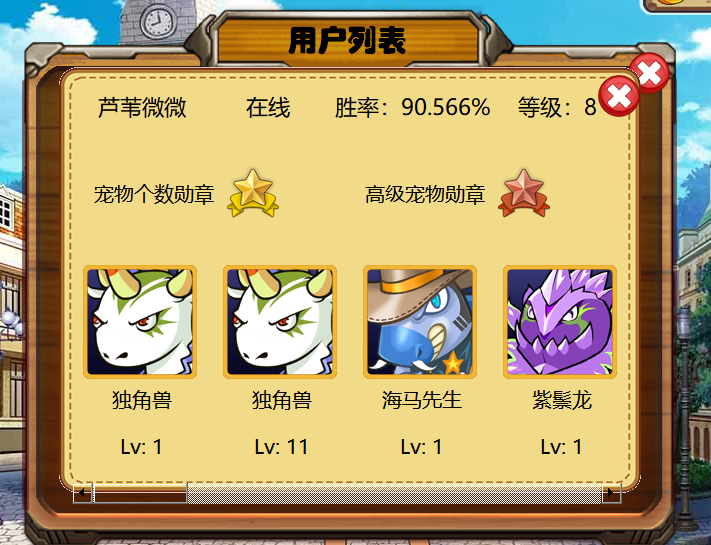 用户列表
芦苇微微 在线 胜率：90.566% 等级：8
宠物个数勋章 高级宠物勋章
独角兽 独角兽 海马先生 紫鬃龙
Lv: 1 Lv: 11 Lv: 1 Lv: 1